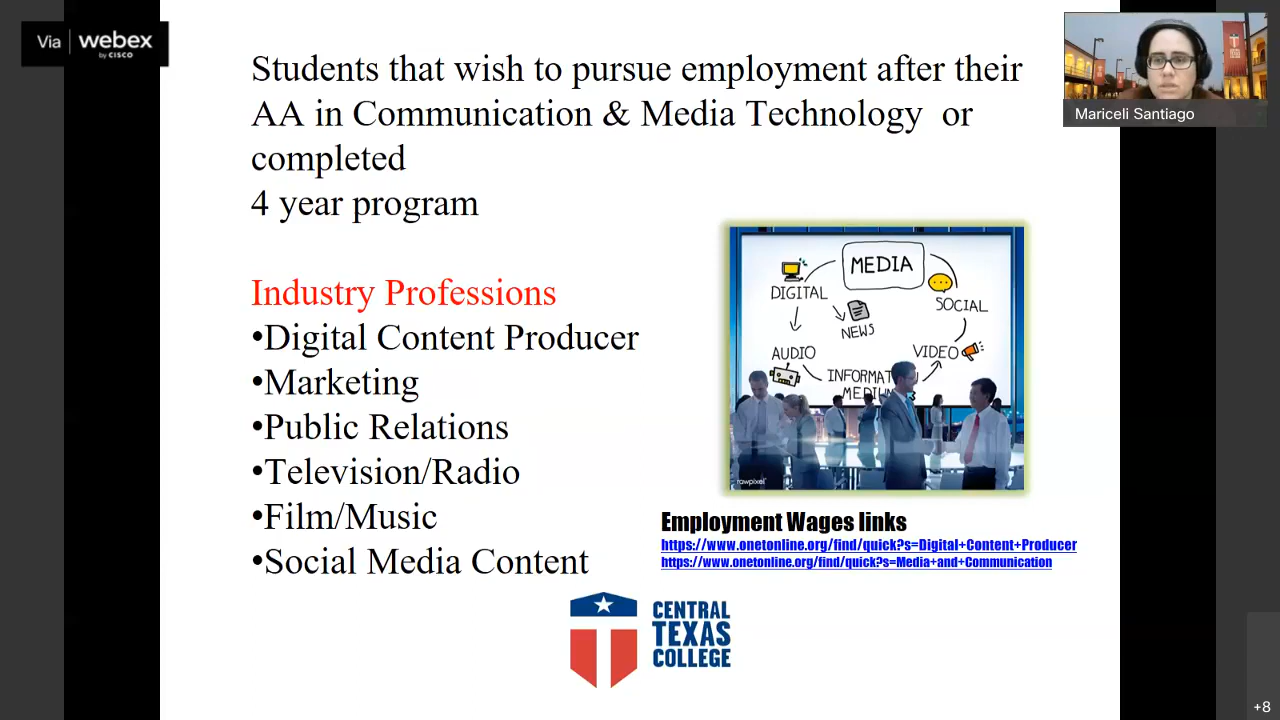 Via webex
by CISCO
Students that wish to pursue employment after their
AA in Communication & Media Technology or
completed
4 year program
Industry Professions
•Digital Content Producer
•Marketing
•Public Relations
•Television/Radio
•Film/Music
•Social Media Content
MEDIA
DIGITAL
SOCIAL
NEWS
AUDIO
VIDEO
INFORMAT
MEDIUM
rawpixel
Employment Wages links
https://www.onetonline.org/find/quick?s=Digital+Content+Producer
https://www.onetonline.org/find/quick?s=Media+and+Communication
CENTRAL
TEXAS
COLLEGE
Mariceli Santiago
+8